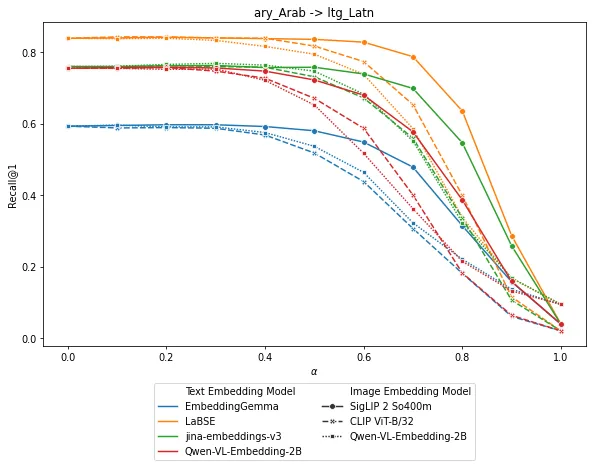 ary_Arab -> ltg_Latn
Recall@1
0.8
0.6
0.4
0.2
0.0
0.0 0.2 0.4 0.6 0.8 1.0
α
Text Embedding Model Image Embedding Model
EmbeddingGemma SigLIP 2 So400m
LaBSE CLIP ViT-B/32
jina-embeddings-v3 Qwen-VL-Embedding-2B
Qwen-VL-Embedding-2B